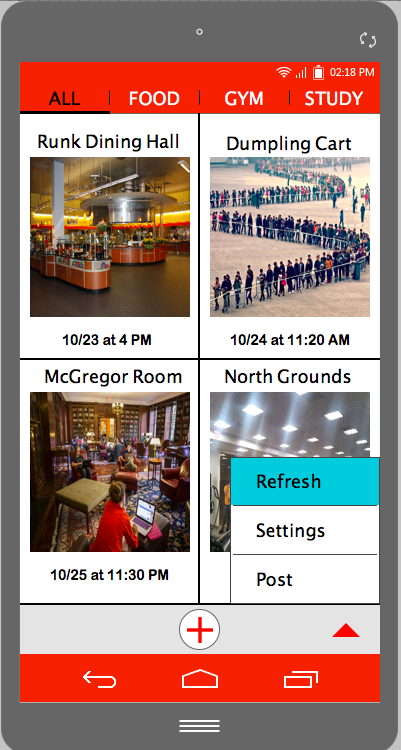 02:18 PM
ALL FOOD GYM STUDY
Runk Dining Hall
Dumpling Cart
10/23 at 4 PM
10/24 at 11:20 AM
McGregor Room
North Grounds
10/25 at 11:30 PM
Refresh
Settings
Post